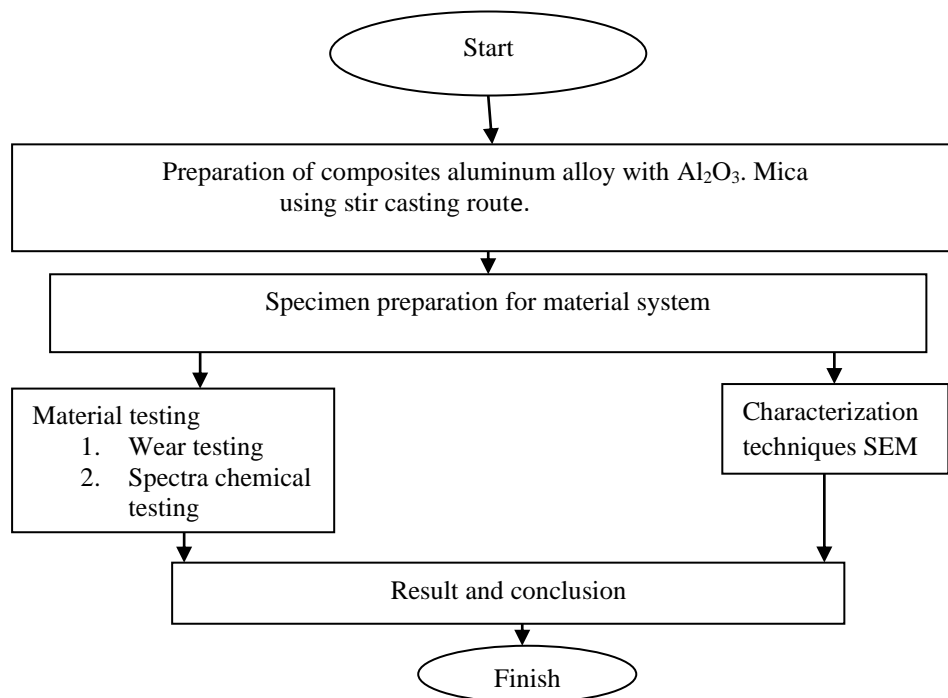 Start
Preparation of composites aluminum alloy with Al₂O₃. Mica
using stir casting route.
Specimen preparation for material system
Material testing
1. Wear testing
2. Spectra chemical
testing
Characterization
techniques SEM
Result and conclusion
Finish